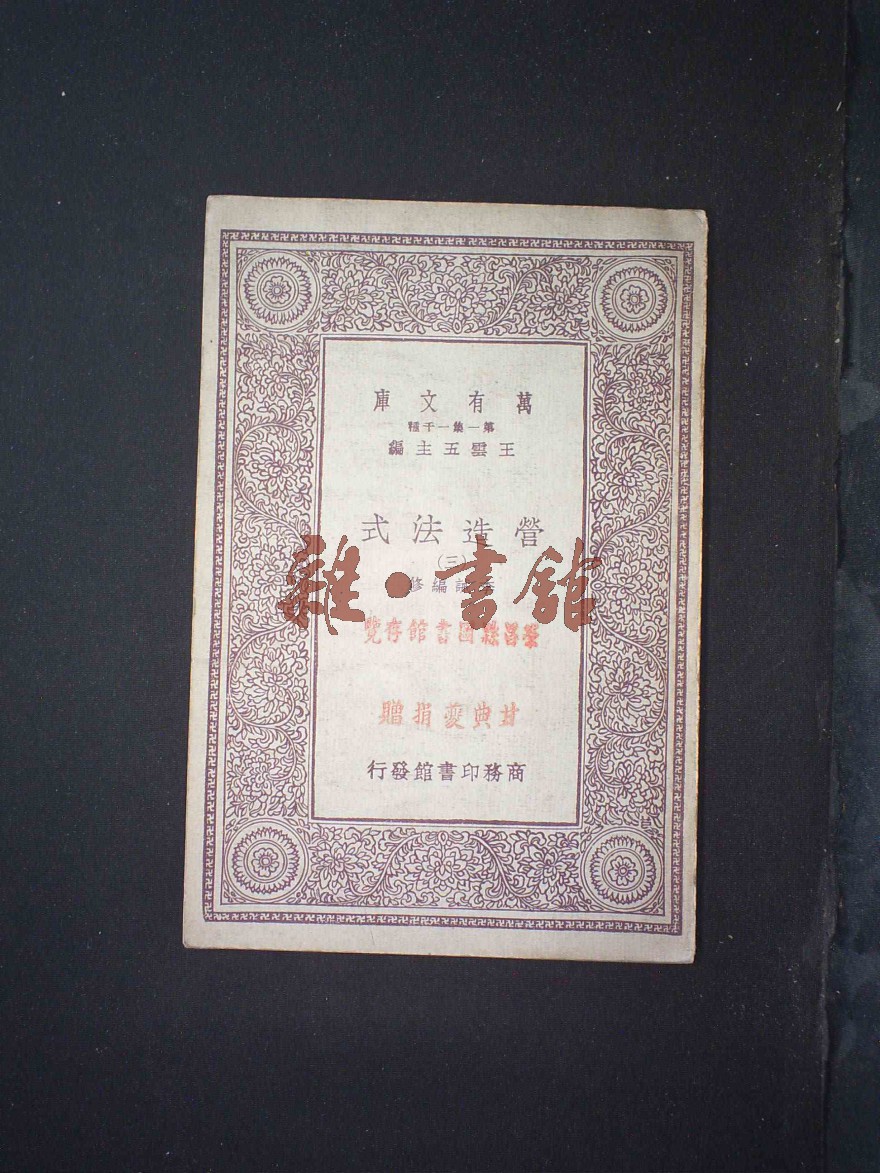 萬有文庫
第一集一千種
王雲五主編
營造法式
(三)
李誡編修
雜·書館
榮昌縣圖書館存覽
甘典夔捐贈
商務印書館發行